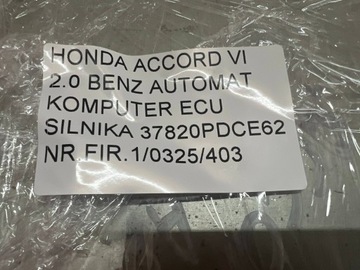 HONDA ACCORD VI
2.0 BENZ AUTOMAT
KOMPUTER ECU
SILNIKA 37820PDCE62
NR.FIR.1/0325/403